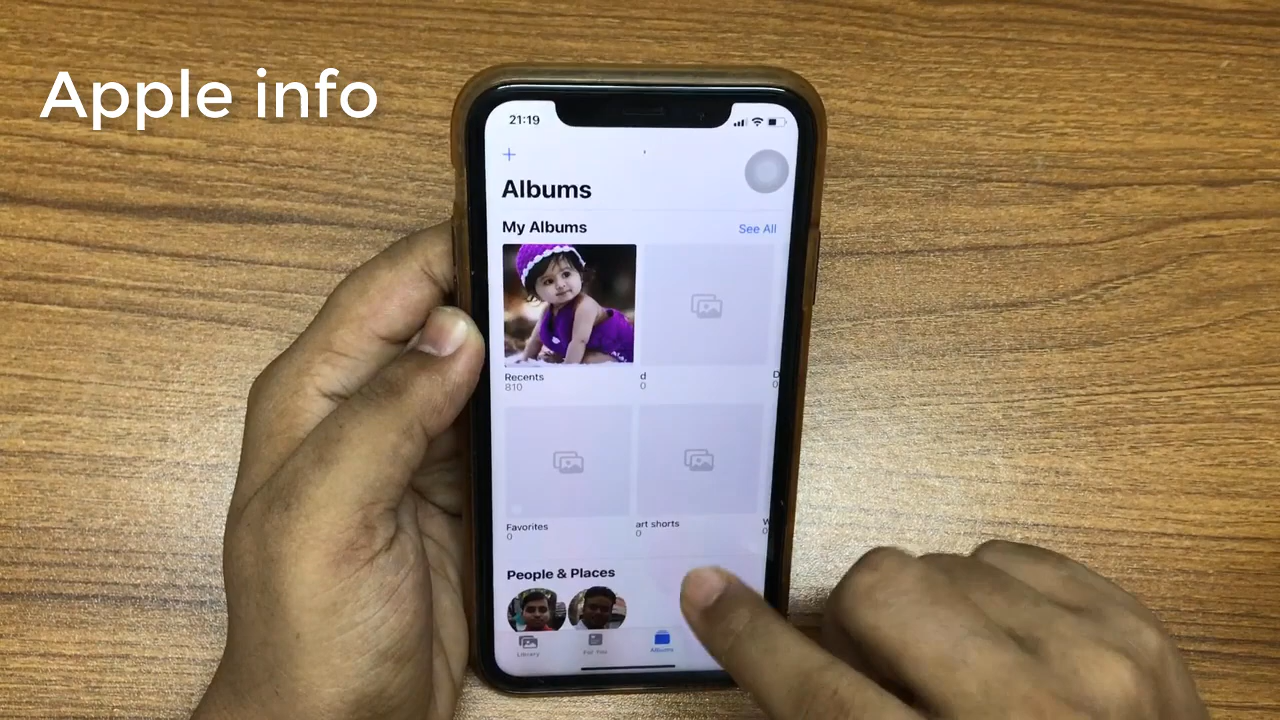 Apple info
21:19
+
Albums
My Albums
See All
Recents
810
d
0
D
0
Favorites
0
art shorts
0
W
People & Places
Library
For You
Albums